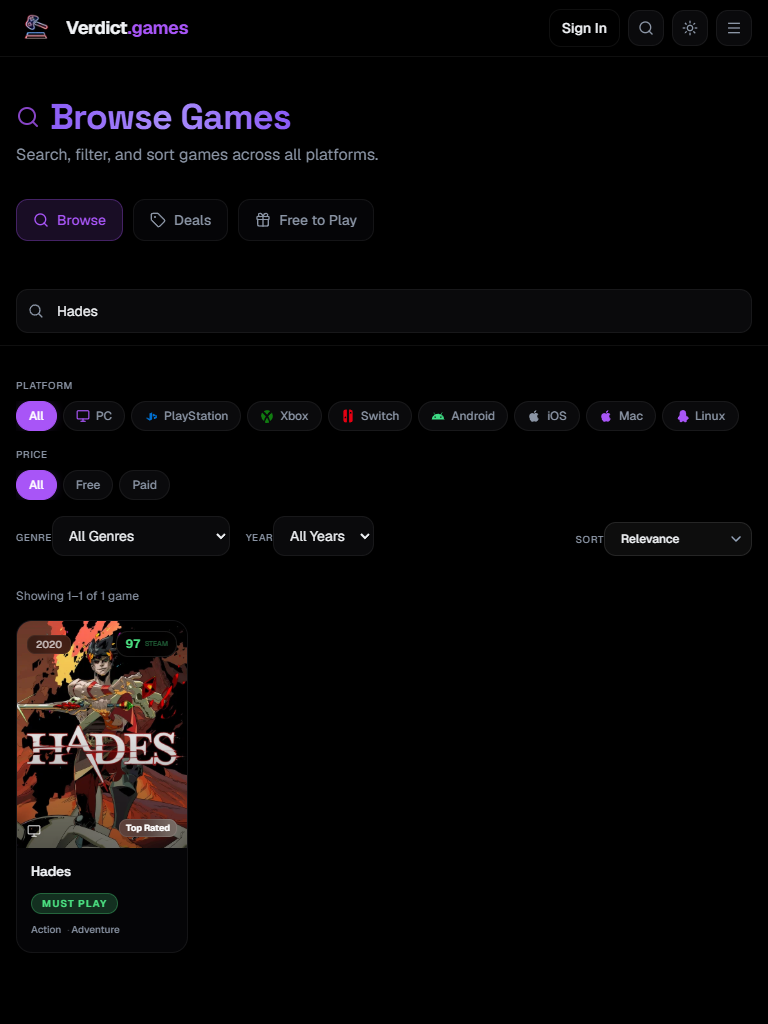 Verdict.games
Sign In
Browse Games
Search, filter, and sort games across all platforms.
Browse
Deals
Free to Play
Hades
PLATFORM
All
PC
PlayStation
Xbox
Switch
Android
iOS
Mac
Linux
PRICE
All
Free
Paid
GENRE
All Genres
YEAR
All Years
SORT
Relevance
Showing 1–1 of 1 game
2020
97 STEAM
HADES
Top Rated
Hades
MUST PLAY
Action · Adventure